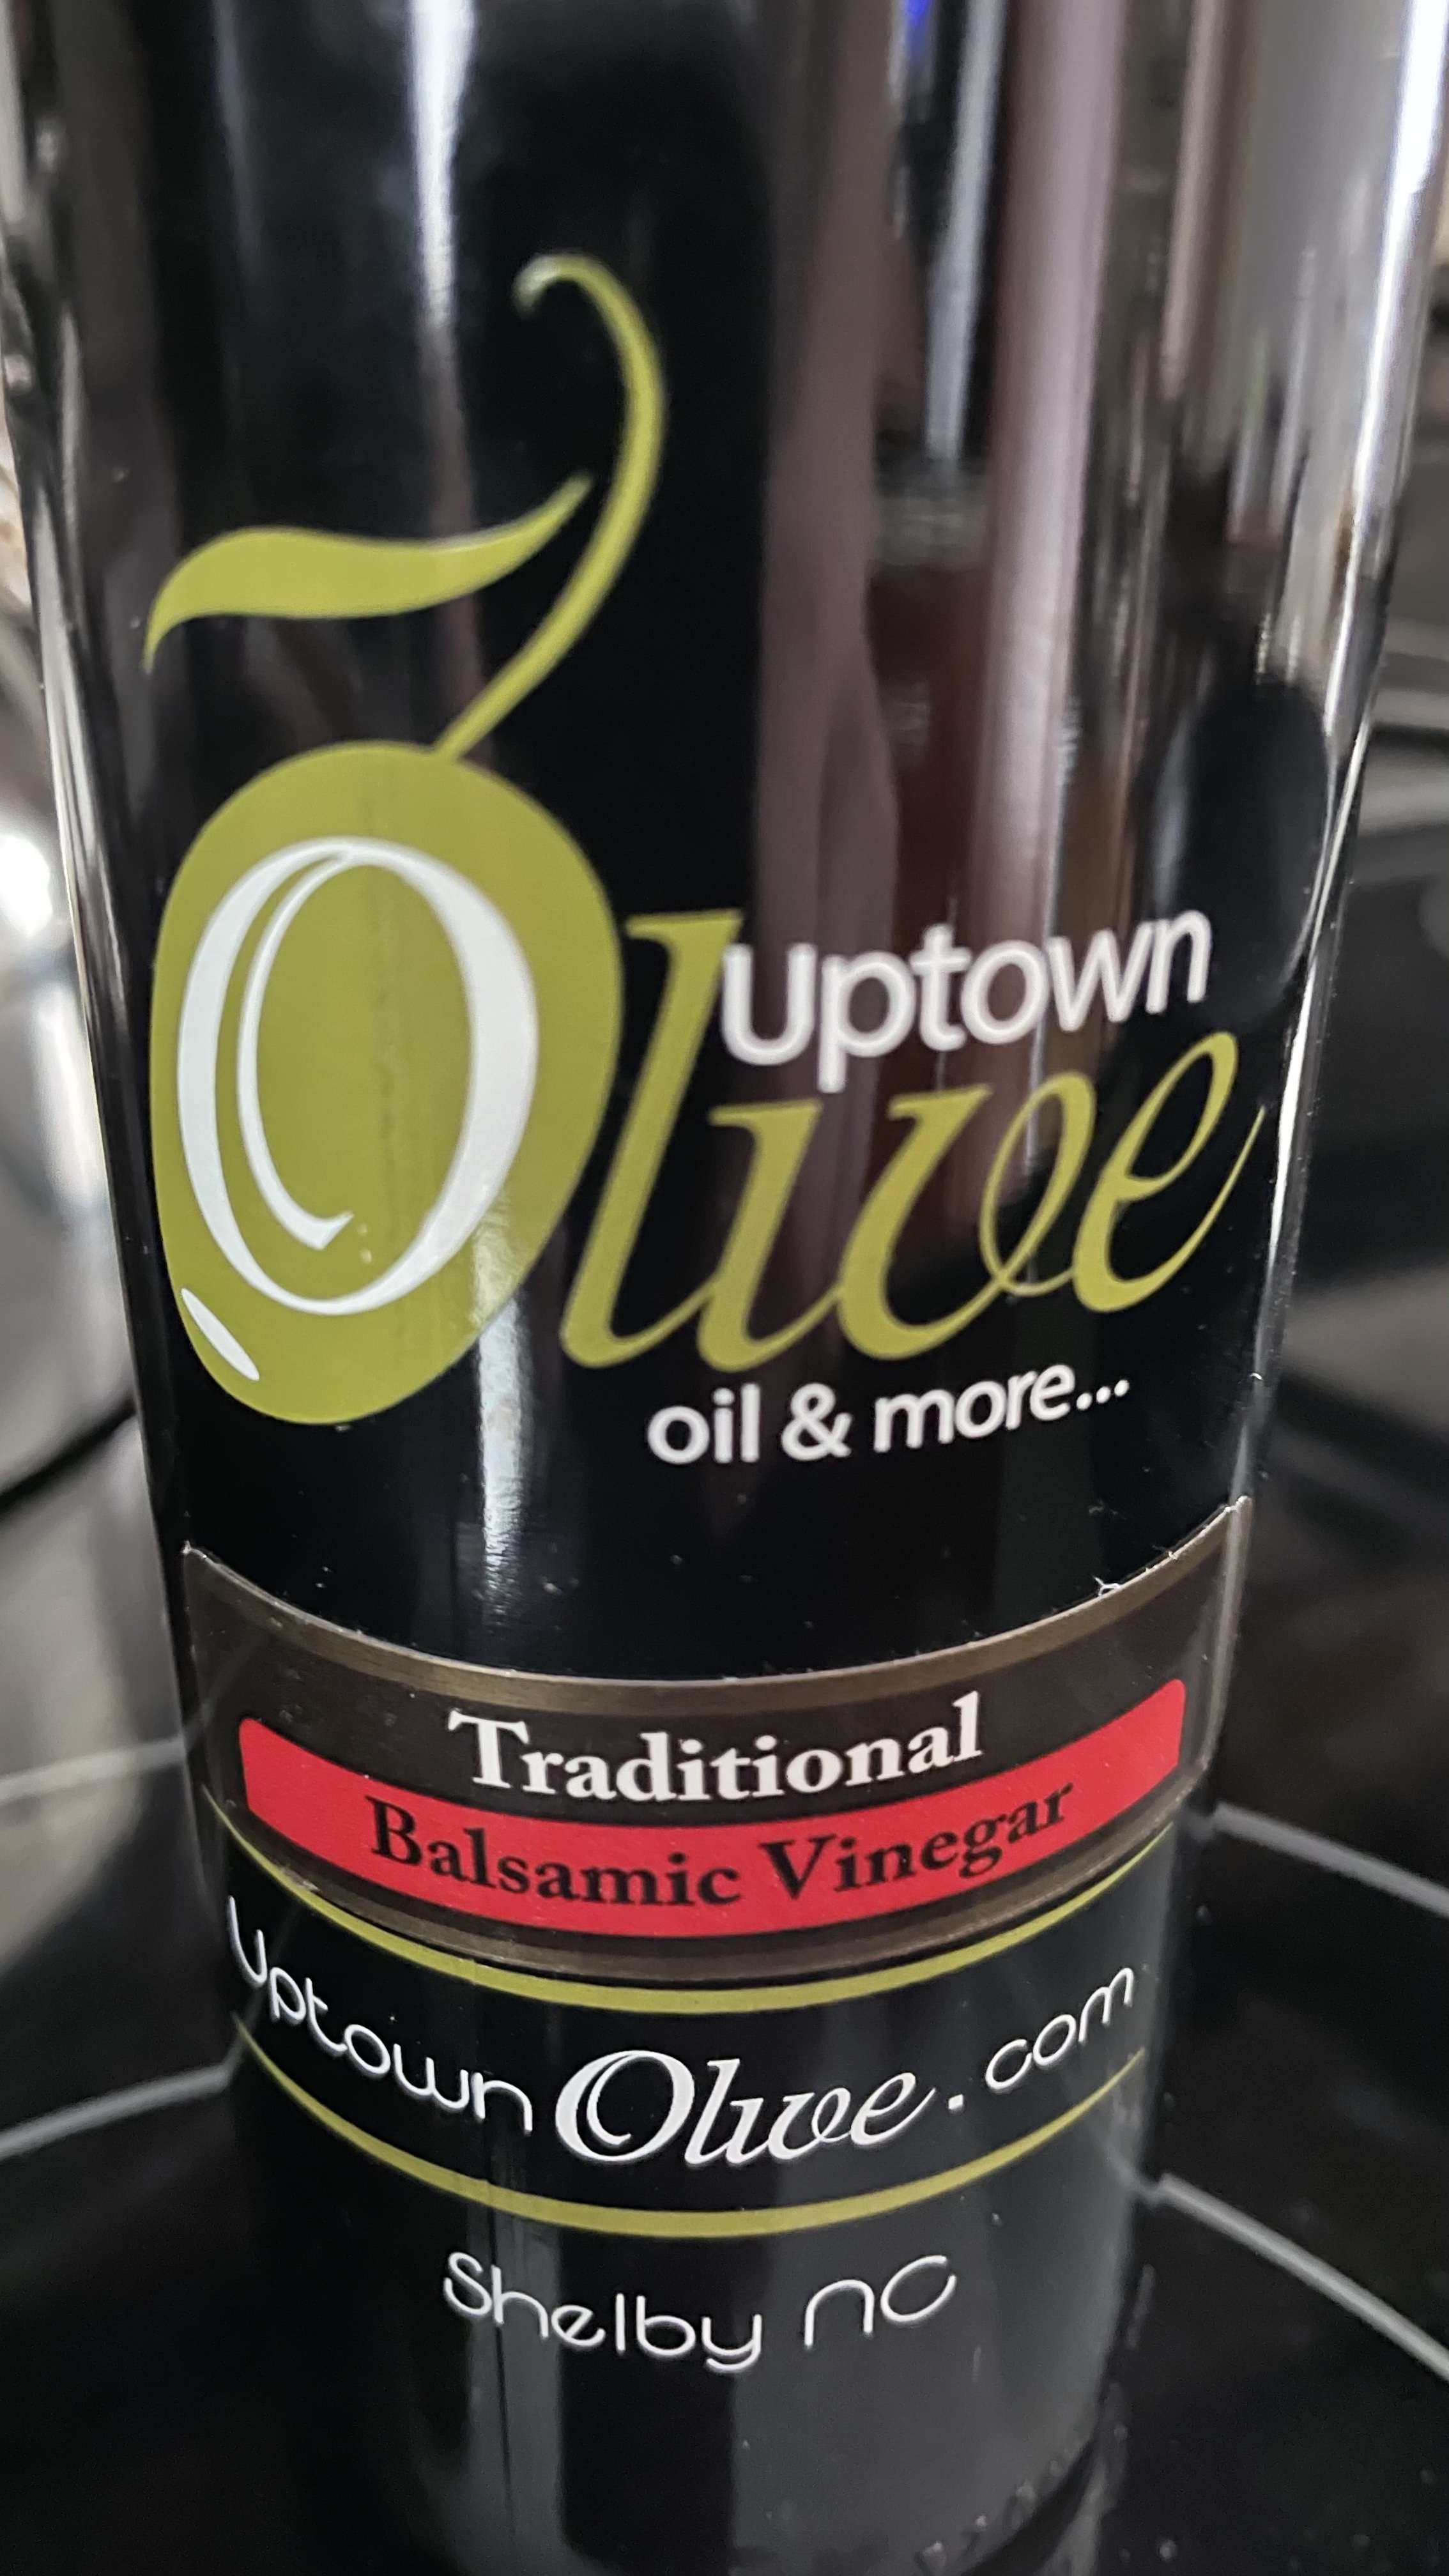 Uptown
Olive
oil & more...
Traditional
Balsamic Vinegar
UptownOlive.com
Shelby NC